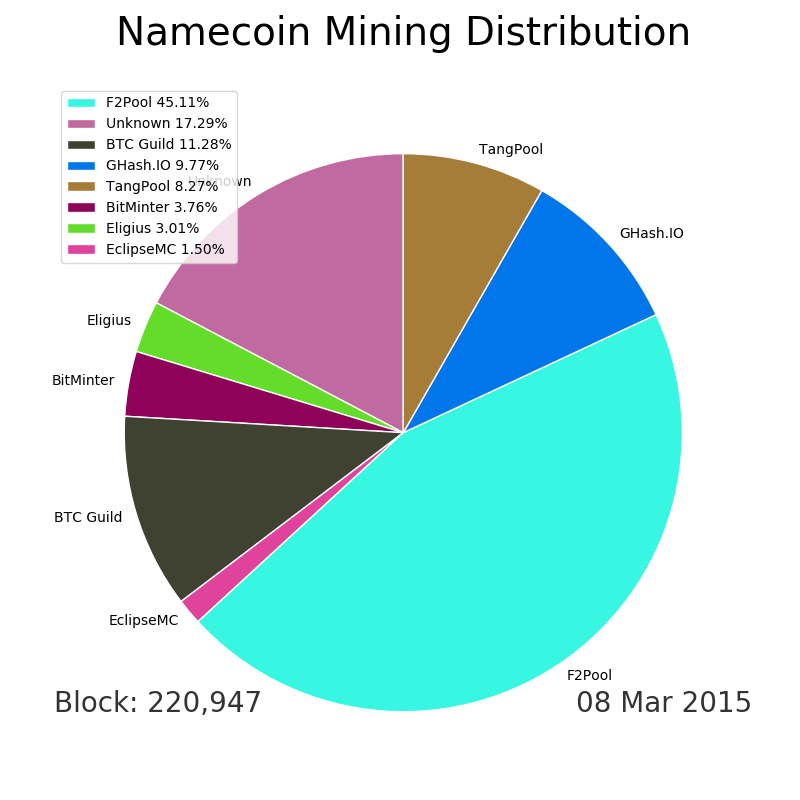 Namecoin Mining Distribution
F2Pool 45.11%
Unknown 17.29%
BTC Guild 11.28%
GHash.IO 9.77%
TangPool 8.27%
BitMinter 3.76%
Eligius 3.01%
EclipseMC 1.50%
TangPool
Unknown
GHash.IO
Eligius
BitMinter
BTC Guild
EclipseMC
F2Pool
Block: 220,947
08 Mar 2015